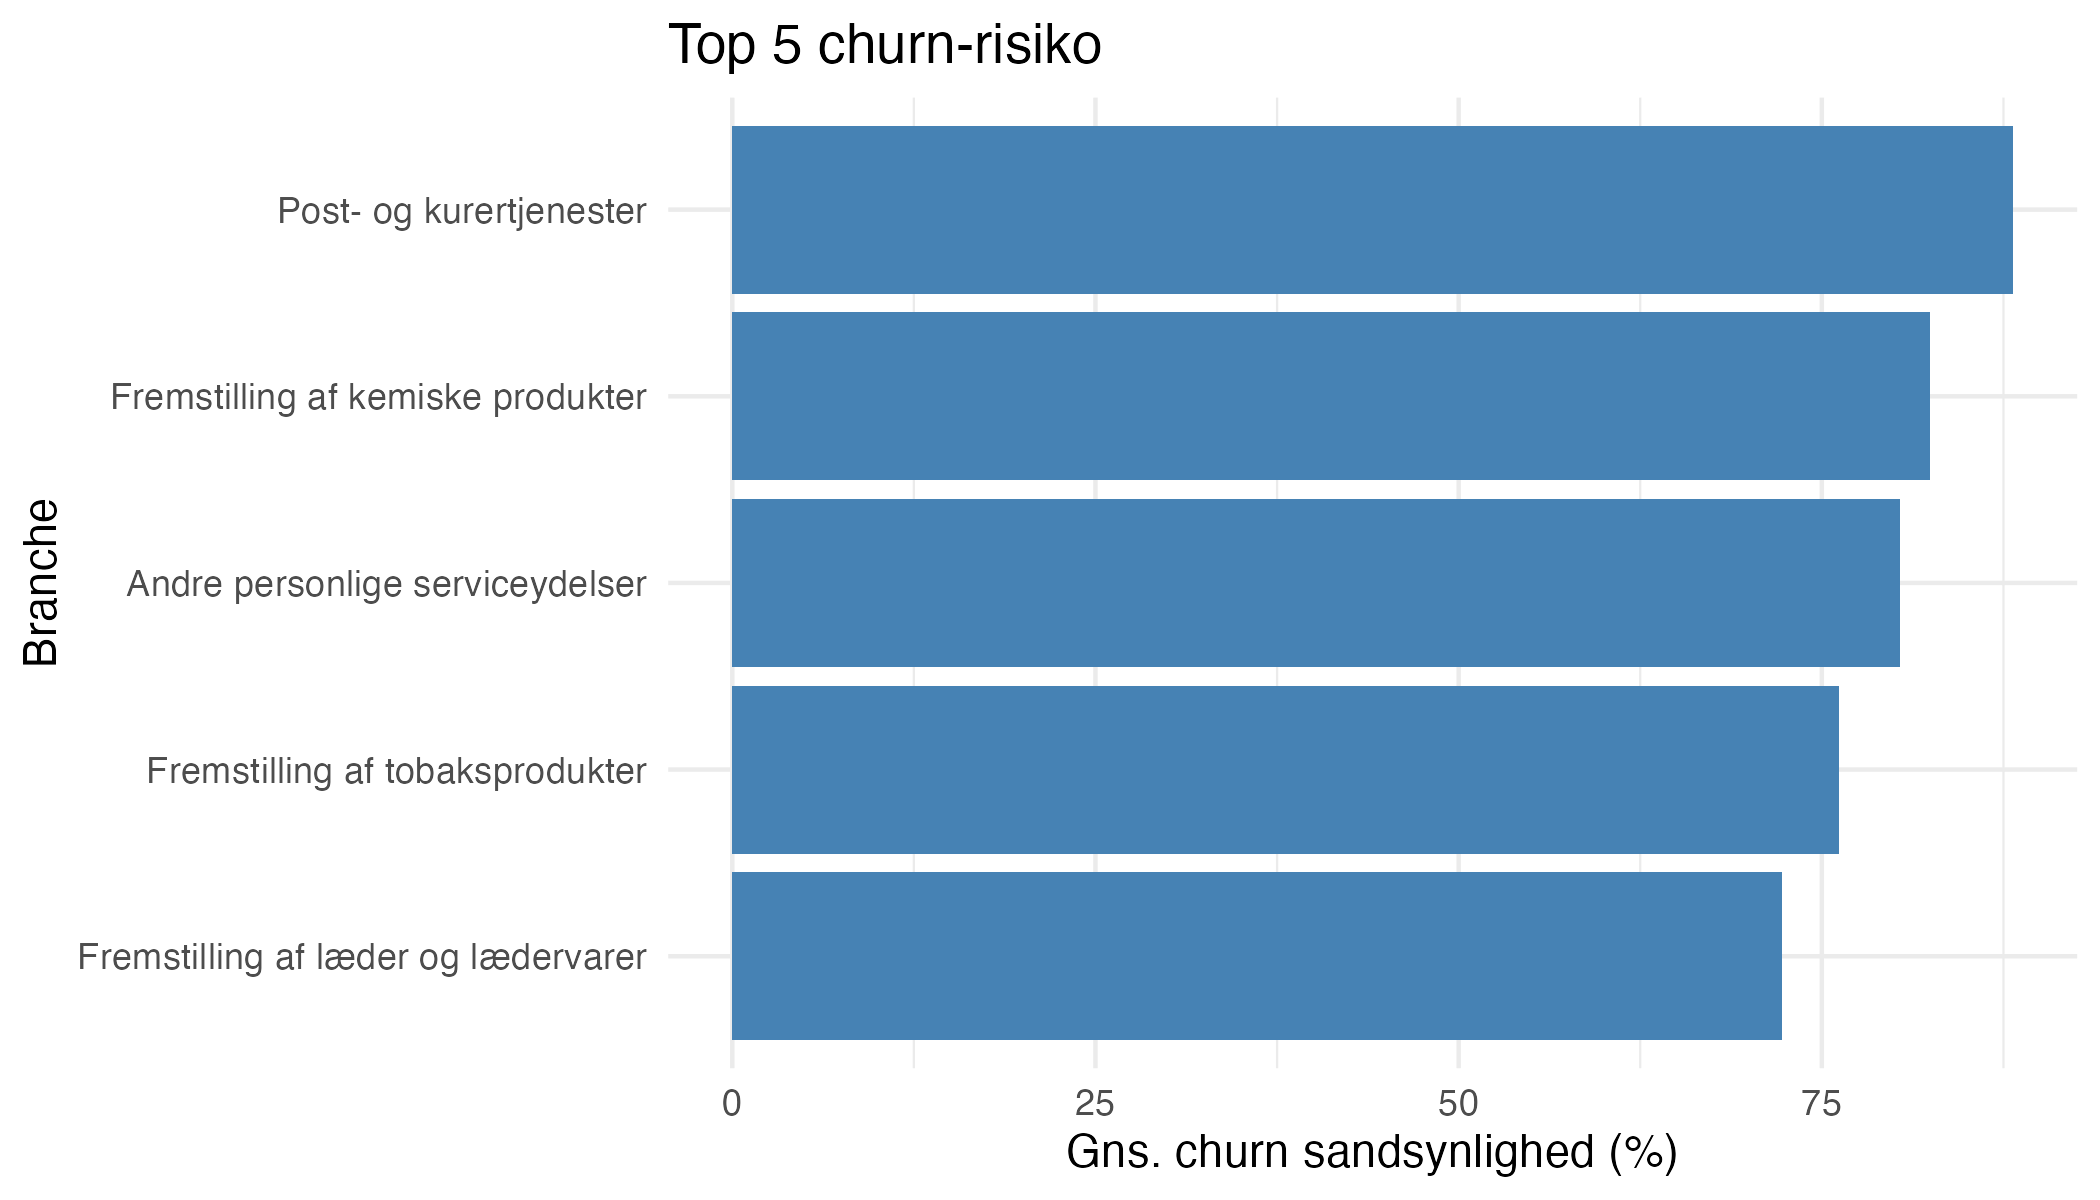 Top 5 churn-risiko
Branche
Post- og kurertjenester
Fremstilling af kemiske produkter
Andre personlige serviceydelser
Fremstilling af tobaksprodukter
Fremstilling af læder og lædervarer
0 25 50 75
Gns. churn sandsynlighed (%)